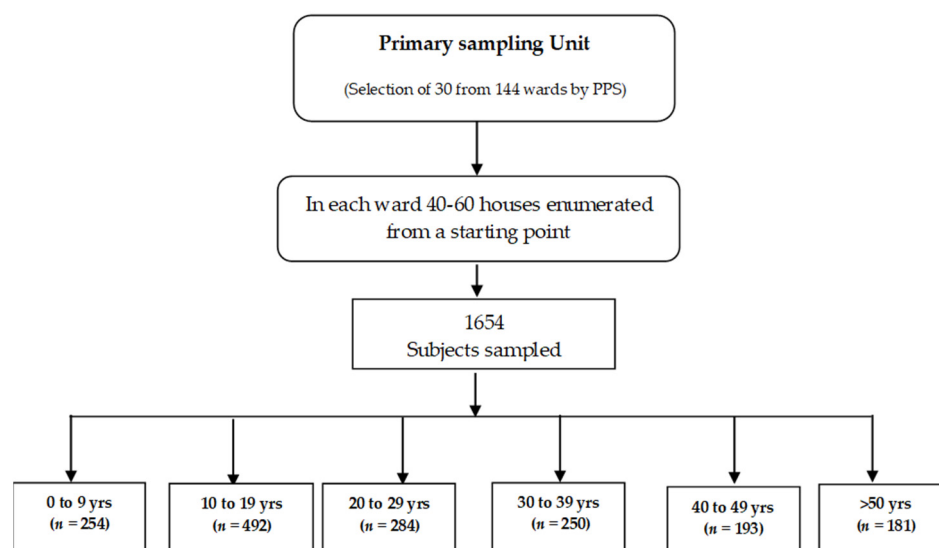 Primary sampling Unit
(Selection of 30 from 144 wards by PPS)
In each ward 40-60 houses enumerated
from a starting point
1654
Subjects sampled
0 to 9 yrs
(n = 254)
10 to 19 yrs
(n = 492)
20 to 29 yrs
(n = 284)
30 to 39 yrs
(n = 250)
40 to 49 yrs
(n = 193)
>50 yrs
(n = 181)